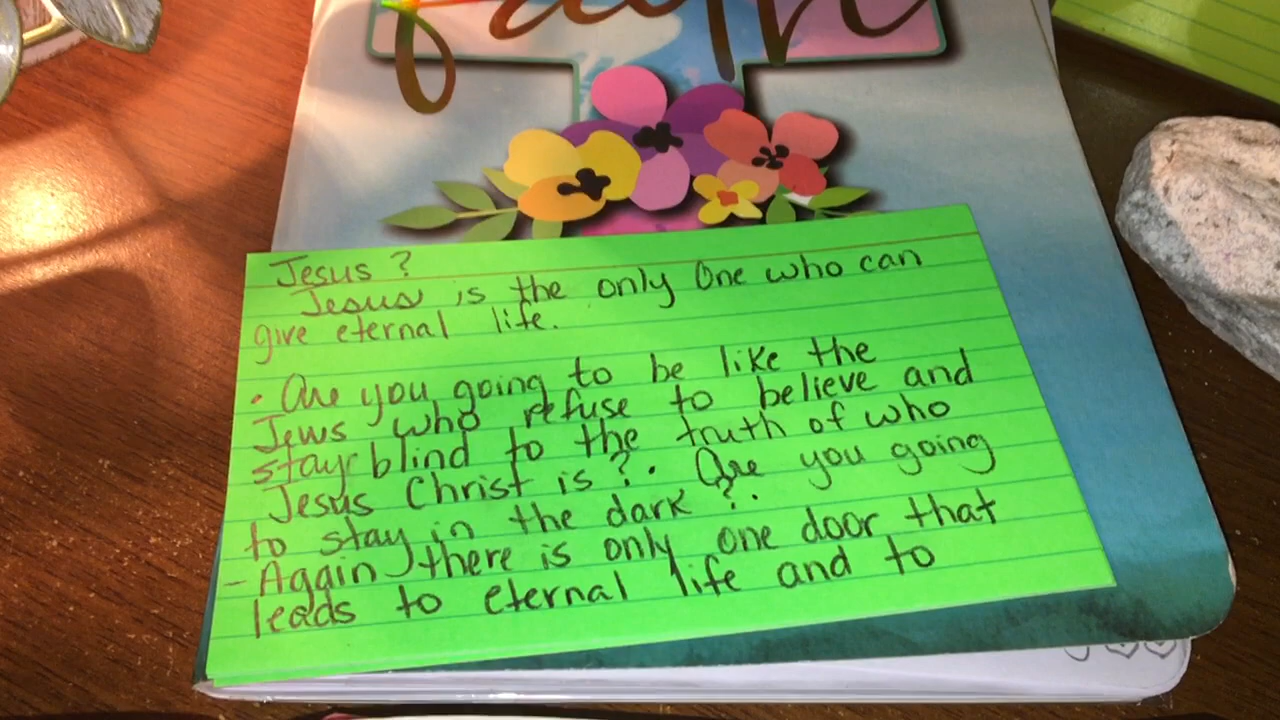 faith
Jesus?
Jesus is the only One who can
give eternal life.
• Are you going to be like the
Jews who refuse to believe and
stay blind to the truth of who
Jesus Christ is?. Are you going
to stay in the dark?.
- Again, there is only one door that
leads to eternal life and to